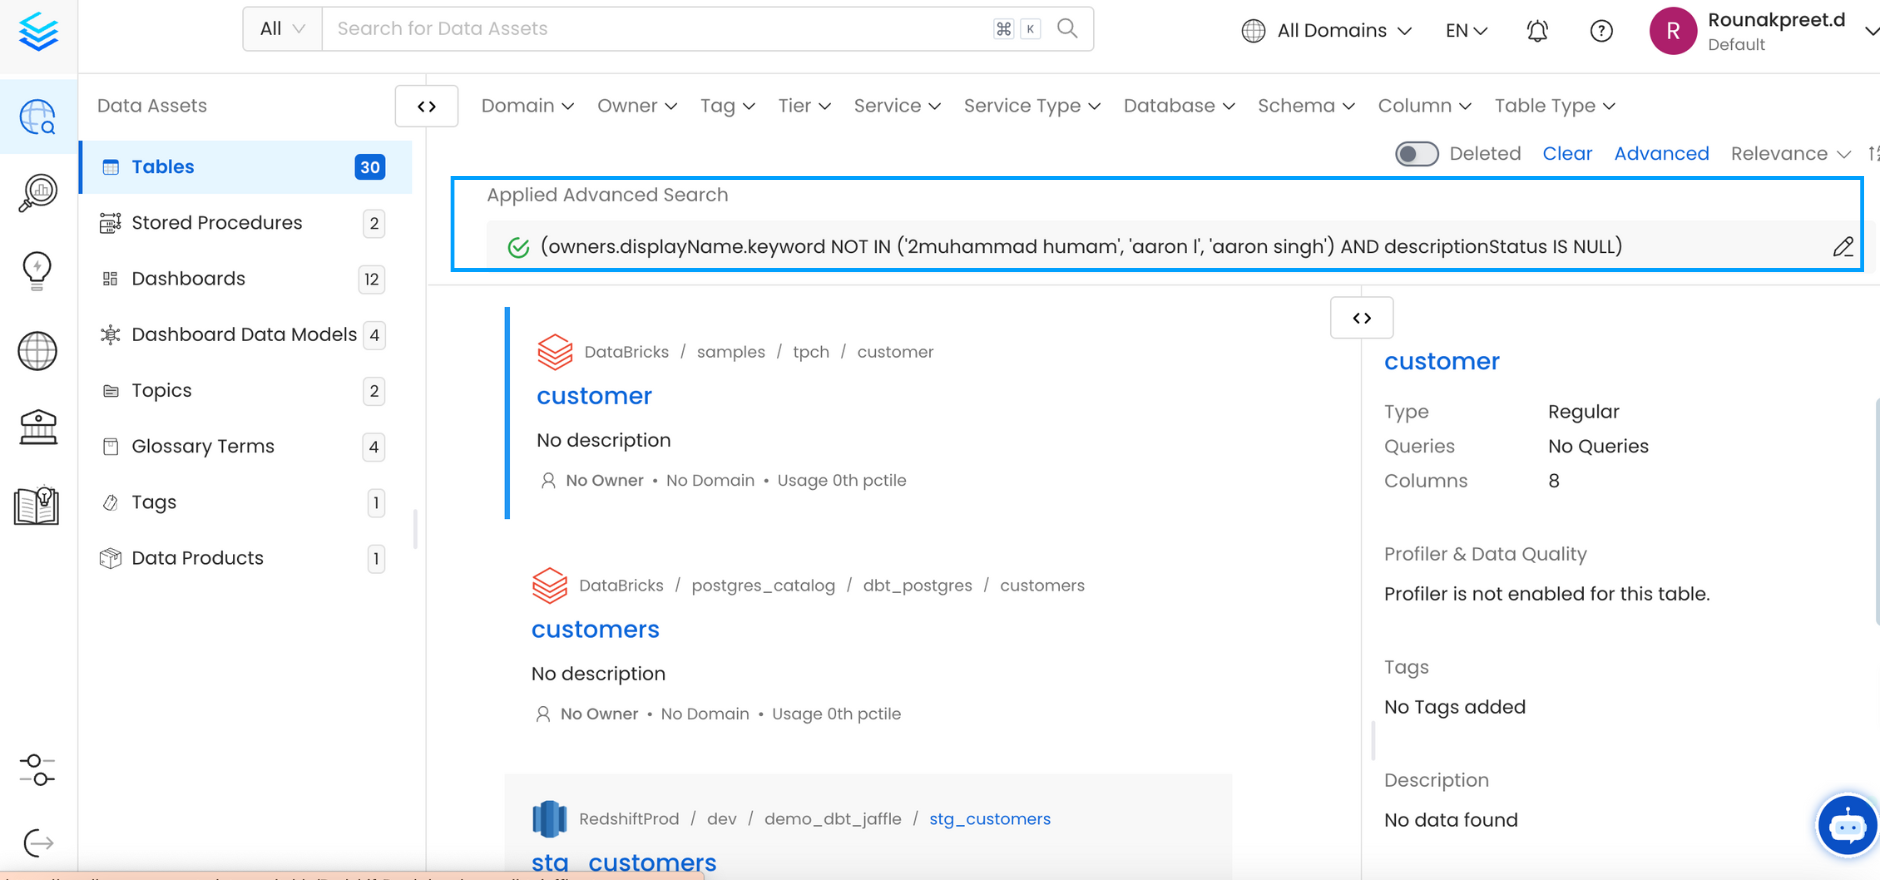 All
Search for Data Assets
⌘ K
All Domains
EN
R
Rounakpreet.d
Default
Data Assets
Domain Owner Tag Tier Service Service Type Database Schema Column Table Type
Deleted Clear Advanced Relevance
Tables 30
Stored Procedures 2
Dashboards 12
Dashboard Data Models 4
Topics 2
Glossary Terms 4
Tags 1
Data Products 1
Applied Advanced Search
(owners.displayName.keyword NOT IN ('2muhammad humam', 'aaron l', 'aaron singh') AND descriptionStatus IS NULL)
DataBricks / samples / tpch / customer
customer
No description
No Owner • No Domain • Usage 0th pctile
DataBricks / postgres_catalog / dbt_postgres / customers
customers
No description
No Owner • No Domain • Usage 0th pctile
RedshiftProd / dev / demo_dbt_jaffle / stg_customers
stg_customers
customer
Type Regular
Queries No Queries
Columns 8
Profiler & Data Quality
Profiler is not enabled for this table.
Tags
No Tags added
Description
No data found